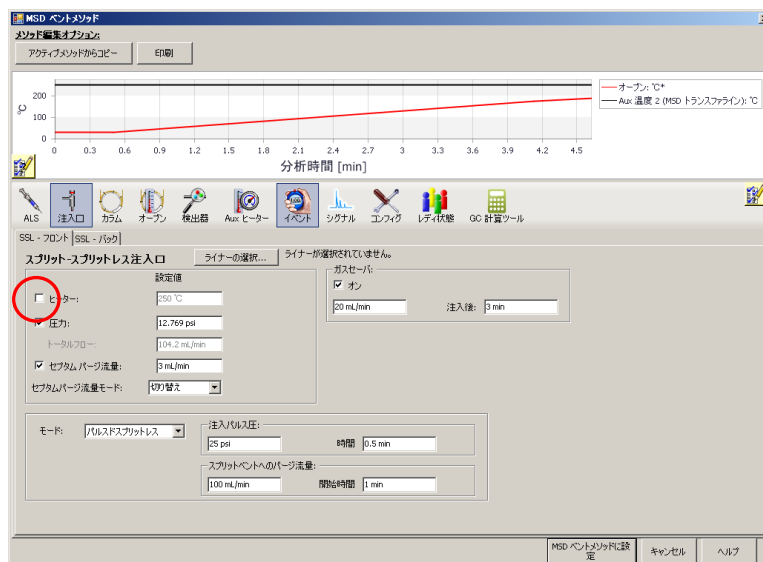 MSD ベントメソッド
メソッド編集オプション:
アクティブメソッドからコピー 印刷
℃
200
100
0
0 0.3 0.6 0.9 1.2 1.5 1.8 2.1 2.4 2.7 3 3.3 3.6 3.9 4.2 4.5
分析時間 [min]
オーブン: ℃*
Aux 温度 2 (MSD トランスファライン): ℃
ALS 注入口 カラム オーブン 検出器 Aux ヒーター イベント シグナル コンフィグ レディ状態 GC 計算ツール
SSL - フロント SSL - バック
スプリット-スプリットレス注入口 ライナーの選択... ライナーが選択されていません。
設定値
ヒーター: 250 ℃
圧力: 12.769 psi
トータルフロー: 104.2 mL/min
セプタム パージ流量: 3 mL/min
セプタムパージ流量モード: 切り替え
ガスセーバ:
オン
20 mL/min 注入後: 3 min
モード: パルスドスプリットレス
注入パルス圧:
25 psi 時間 0.5 min
スプリットベントへのパージ流量:
100 mL/min 開始時間 1 min
MSD ベントメソッドに設定 キャンセル ヘルプ